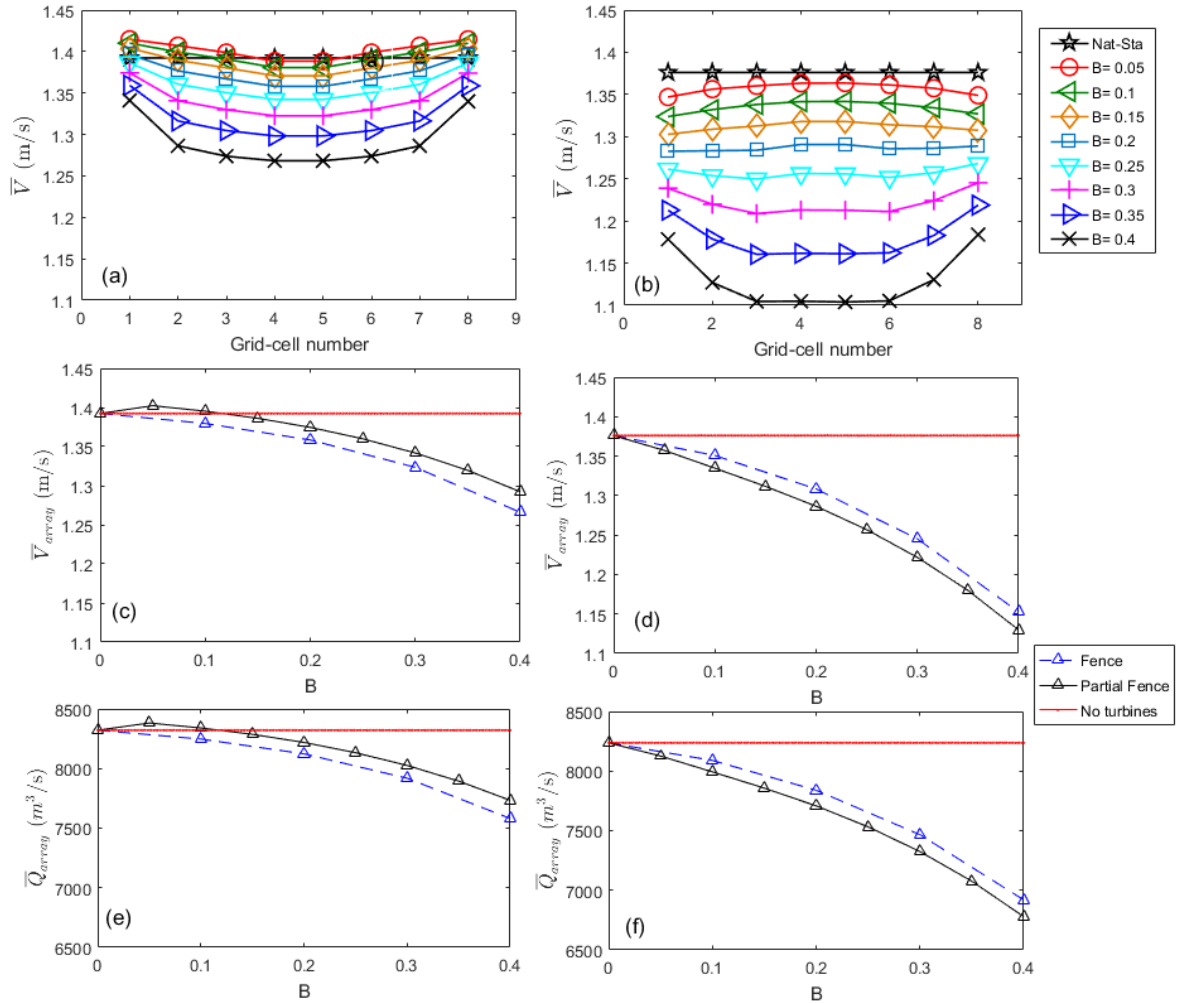 1.45
1.4
1.35
1.3
1.25
1.2
1.15
1.1
V̅ (m/s)
(a)
0 1 2 3 4 5 6 7 8 9
Grid-cell number
1.45
1.4
1.35
1.3
1.25
1.2
1.15
1.1
V̅ (m/s)
(b)
0 2 4 6 8
Grid-cell number
Nat-Sta
B= 0.05
B= 0.1
B= 0.15
B= 0.2
B= 0.25
B= 0.3
B= 0.35
B= 0.4
1.45
1.4
1.35
1.3
1.25
1.2
1.15
1.1
V̅array (m/s)
(c)
0 0.1 0.2 0.3 0.4
B
1.45
1.4
1.35
1.3
1.25
1.2
1.15
1.1
V̅array (m/s)
(d)
0 0.1 0.2 0.3 0.4
B
Fence
Partial Fence
No turbines
8500
8000
7500
7000
6500
Q̅array (m³/s)
(e)
0 0.1 0.2 0.3 0.4
B
8500
8000
7500
7000
6500
Q̅array (m³/s)
(f)
0 0.1 0.2 0.3 0.4
B